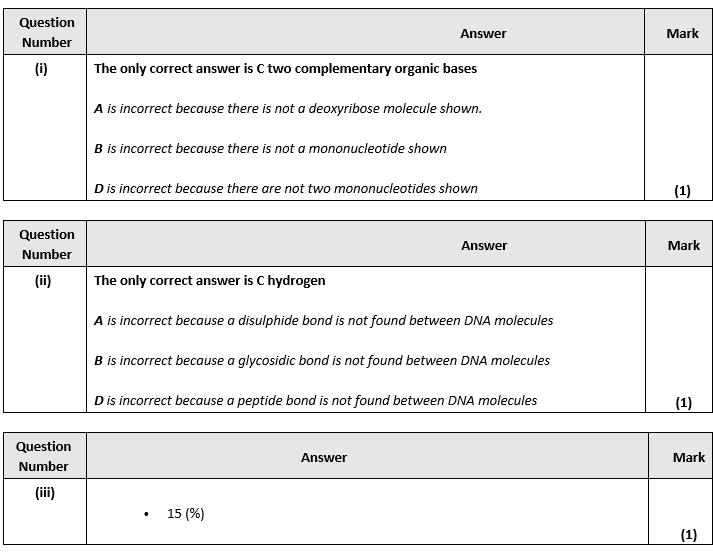 Question Number Answer Mark
(i) The only correct answer is C two complementary organic bases
A is incorrect because there is not a deoxyribose molecule shown.
B is incorrect because there is not a mononucleotide shown
D is incorrect because there are not two mononucleotides shown
(1)
Question Number Answer Mark
(ii) The only correct answer is C hydrogen
A is incorrect because a disulphide bond is not found between DNA molecules
B is incorrect because a glycosidic bond is not found between DNA molecules
D is incorrect because a peptide bond is not found between DNA molecules
(1)
Question Number Answer Mark
(iii)
• 15 (%)
(1)